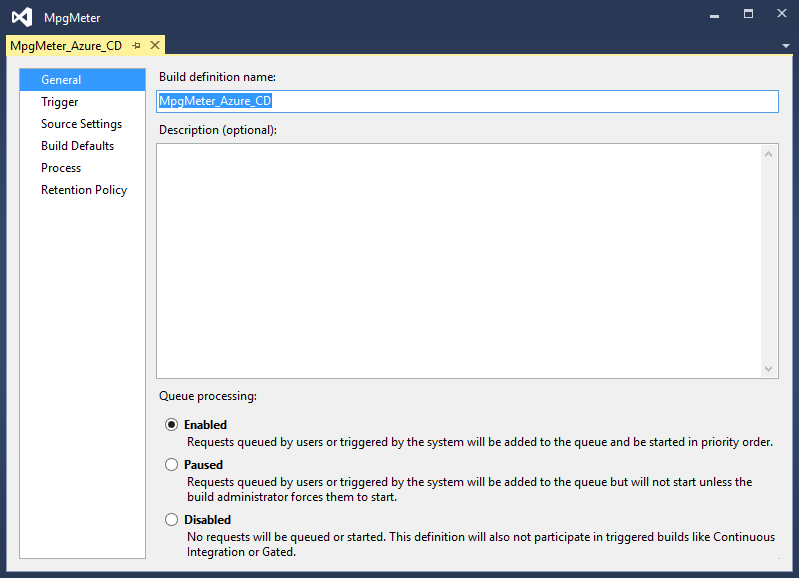 MpgMeter
MpgMeter_Azure_CD
General
Trigger
Source Settings
Build Defaults
Process
Retention Policy
Build definition name:
MpgMeter_Azure_CD
Description (optional):
Queue processing:
Enabled
Requests queued by users or triggered by the system will be added to the queue and be started in priority order.
Paused
Requests queued by users or triggered by the system will be added to the queue but will not start unless the
build administrator forces them to start.
Disabled
No requests will be queued or started. This definition will also not participate in triggered builds like Continuous
Integration or Gated.